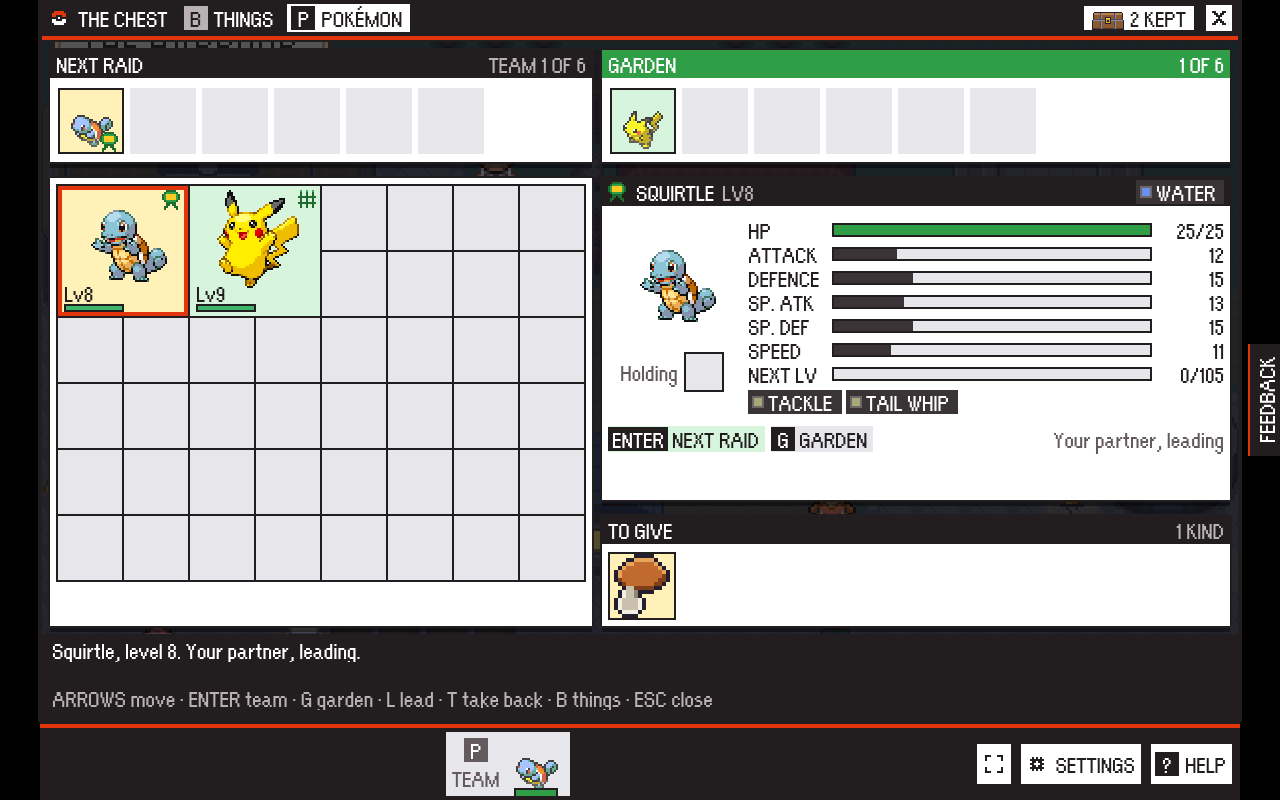 THE CHEST B THINGS P POKÉMON 2 KEPT X
NEXT RAID TEAM 1 OF 6
GARDEN 1 OF 6
Lv8
Lv9
SQUIRTLE LV8 WATER
HP 25/25
ATTACK 12
DEFENCE 15
SP. ATK 13
SP. DEF 15
SPEED 11
NEXT LV 0/105
Holding
TACKLE TAIL WHIP
ENTER NEXT RAID G GARDEN Your partner, leading
TO GIVE 1 KIND
FEEDBACK
Squirtle, level 8. Your partner, leading.
ARROWS move · ENTER team · G garden · L lead · T take back · B things · ESC close
P
TEAM
SETTINGS ? HELP